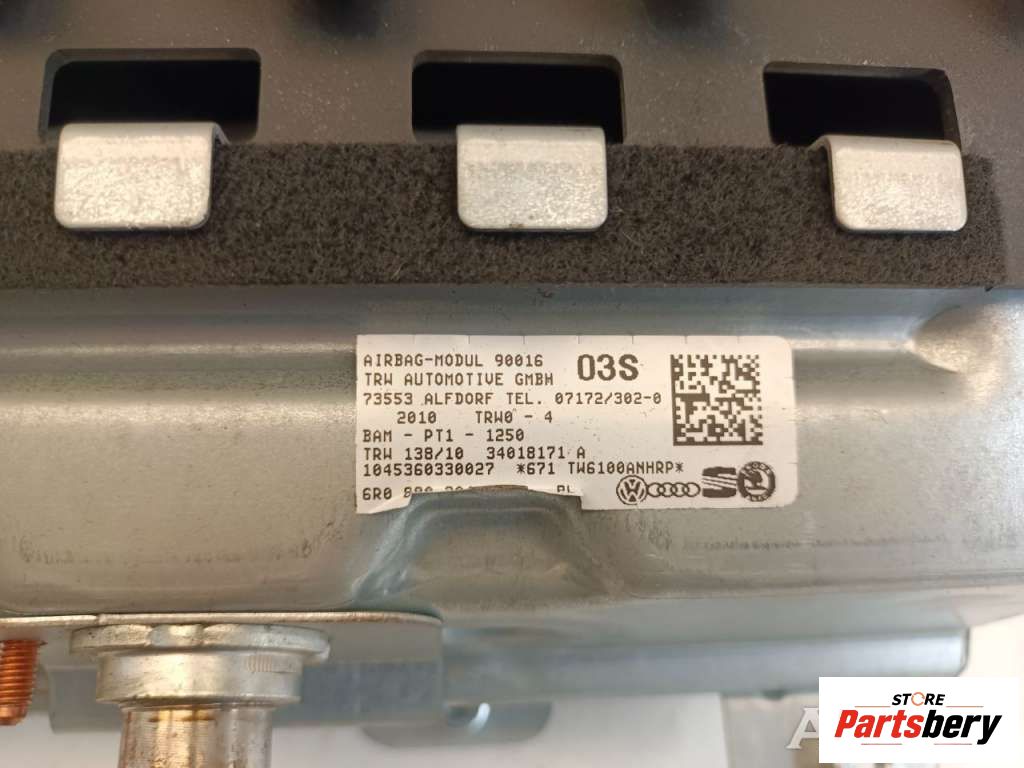 AIRBAG-MODUL 90016 03S
TRW AUTOMOTIVE GMBH
73553 ALFDORF TEL. 07172/302-0
2010 TRW0 - 4
BAM - PT1 - 1250
TRW 138/10 34018171 A
1045360330027 *671 TW6100ANHRP*
6R0
STORE
Partsbery